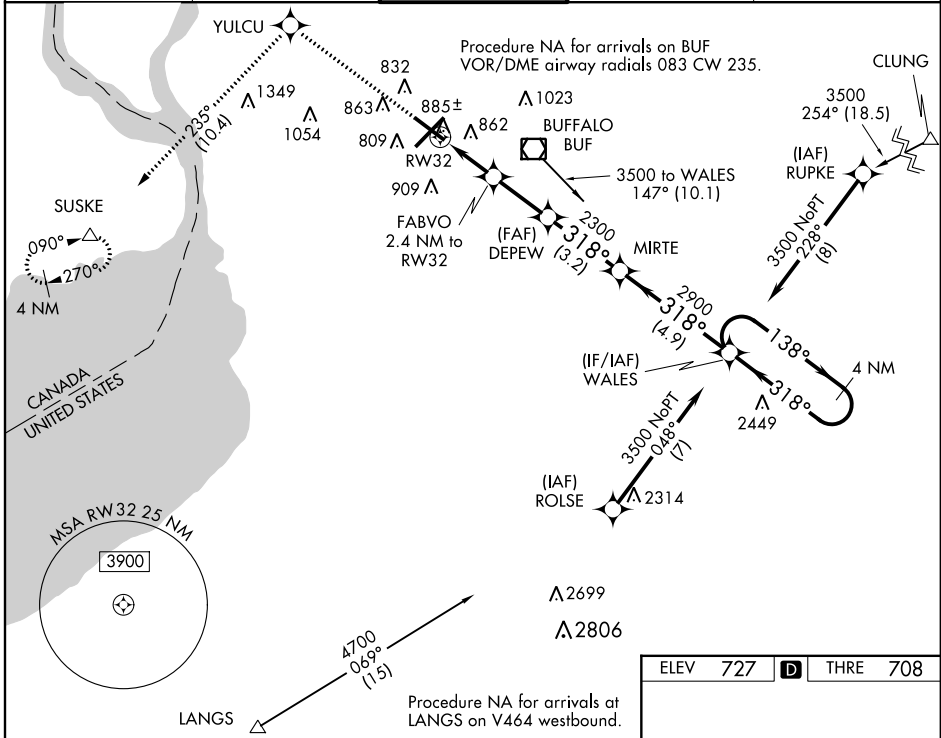 YULCU
Procedure NA for arrivals on BUF
VOR/DME airway radials 083 CW 235.
CLUNG
832
1349
863
885±
1023
3500
254° (18.5)
1054
862
809
BUFFALO
BUF
(IAF)
RUPKE
235°
(10.4)
RW32
909
3500 to WALES
147° (10.1)
SUSKE
FABVO
2.4 NM to
RW32
(FAF)
DEPEW
2300
318°
(3.2)
MIRTE
3500 NoPT
228°
(8)
090°
270°
4 NM
2900
318°
(4.9)
138°
4 NM
318°
(IF/IAF)
WALES
2449
CANADA
UNITED STATES
3500 NoPT
048°
(7)
(IAF)
ROLSE
2314
MSA RW32 25 NM
3900
2699
2806
4700
069°
(15)
LANGS
Procedure NA for arrivals at
LANGS on V464 westbound.
ELEV 727 D THRE 708